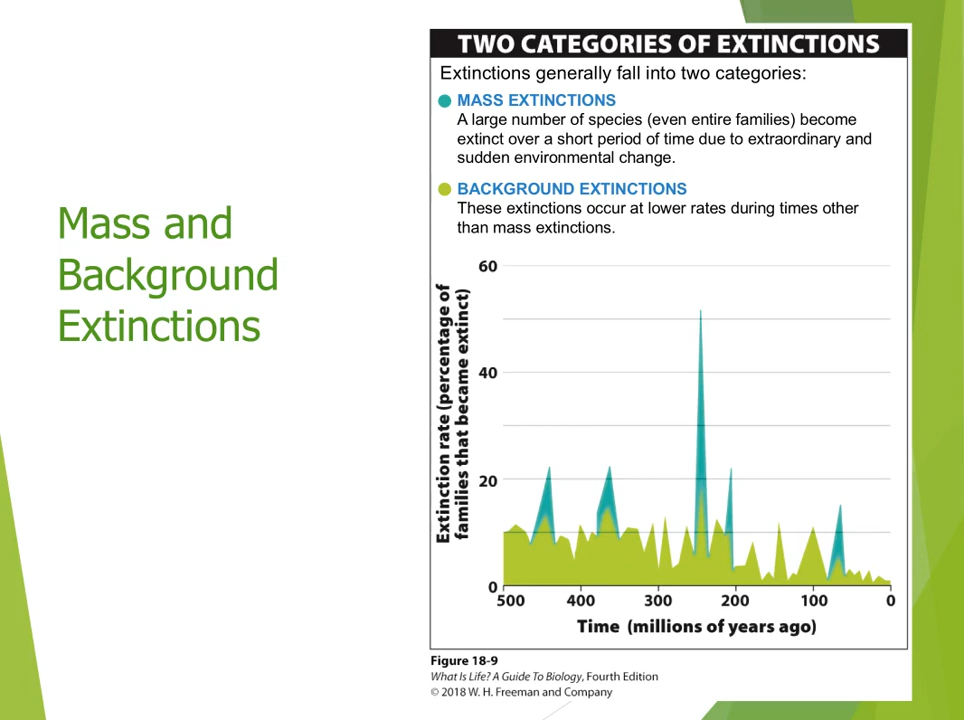 Mass and
Background
Extinctions
TWO CATEGORIES OF EXTINCTIONS
Extinctions generally fall into two categories:
MASS EXTINCTIONS
A large number of species (even entire families) become
extinct over a short period of time due to extraordinary and
sudden environmental change.
BACKGROUND EXTINCTIONS
These extinctions occur at lower rates during times other
than mass extinctions.
Extinction rate (percentage of
families that became extinct)
60
40
20
0
500 400 300 200 100 0
Time (millions of years ago)
Figure 18-9
What Is Life? A Guide To Biology, Fourth Edition
© 2018 W. H. Freeman and Company